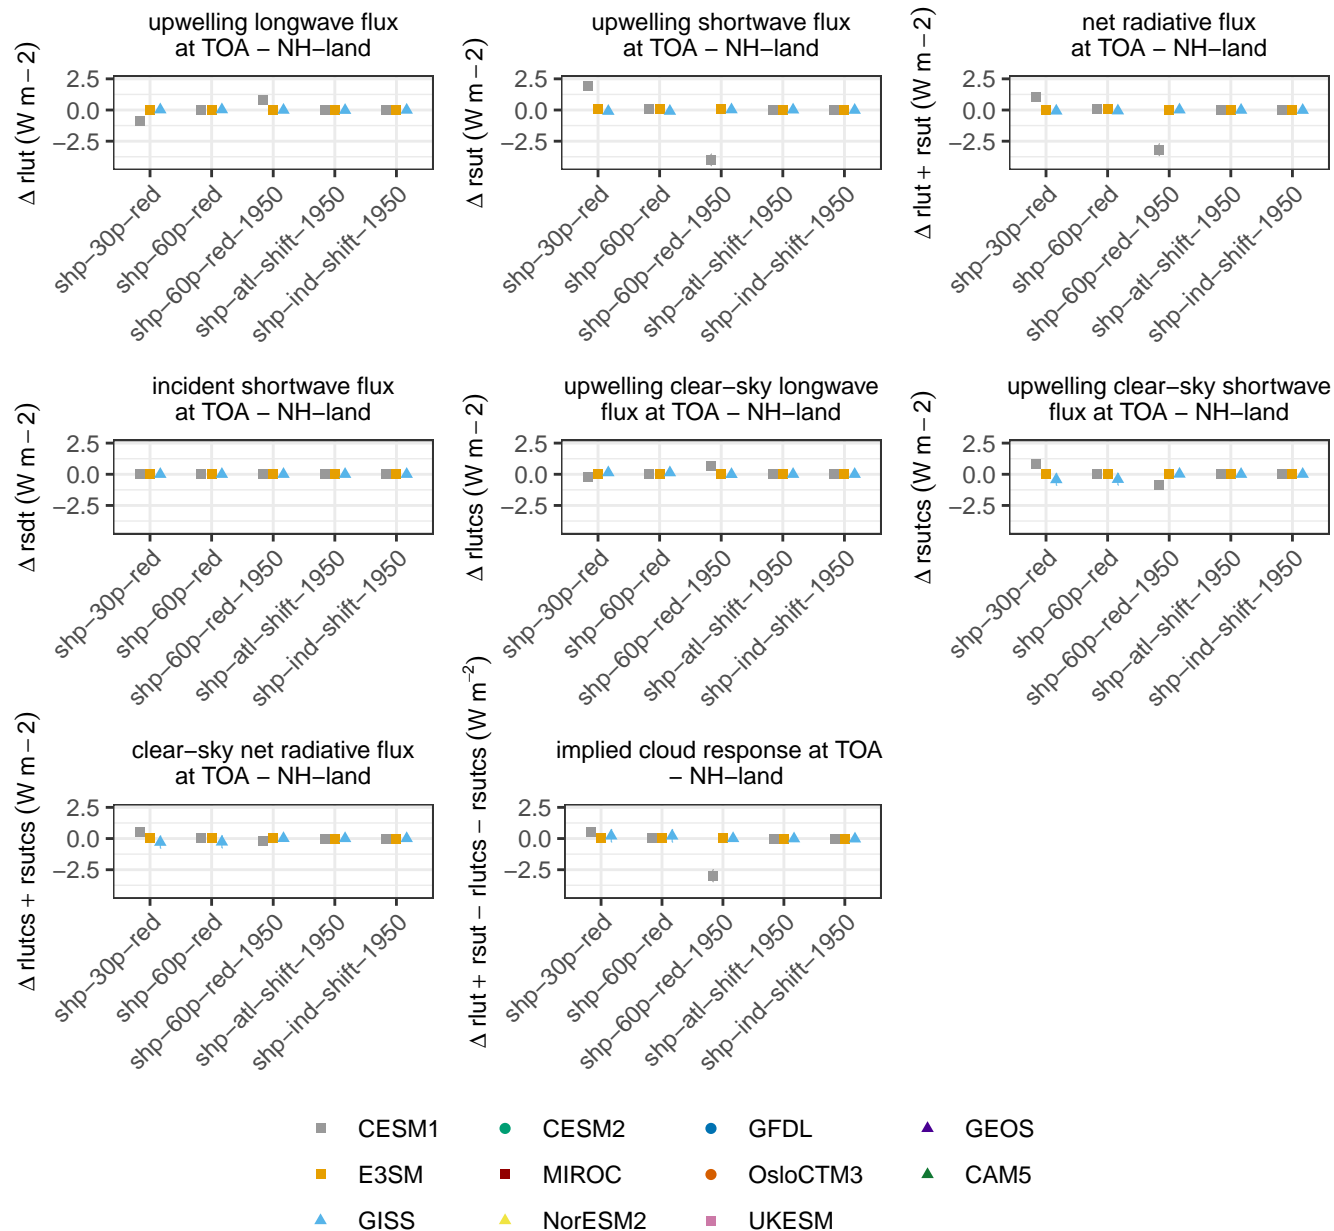 upwelling longwave flux
at TOA − NH−land
Δ rlut (W m−2)
2.5
0.0
−2.5
shp−30p−red
shp−60p−red
shp−60p−red−1950
shp−atl−shift−1950
shp−ind−shift−1950
upwelling shortwave flux
at TOA − NH−land
Δ rsut (W m−2)
2.5
0.0
−2.5
shp−30p−red
shp−60p−red
shp−60p−red−1950
shp−atl−shift−1950
shp−ind−shift−1950
net radiative flux
at TOA − NH−land
Δ rlut + rsut (W m−2)
2.5
0.0
−2.5
shp−30p−red
shp−60p−red
shp−60p−red−1950
shp−atl−shift−1950
shp−ind−shift−1950
incident shortwave flux
at TOA − NH−land
Δ rsdt (W m−2)
2.5
0.0
−2.5
shp−30p−red
shp−60p−red
shp−60p−red−1950
shp−atl−shift−1950
shp−ind−shift−1950
upwelling clear−sky longwave
flux at TOA − NH−land
Δ rlutcs (W m−2)
2.5
0.0
−2.5
shp−30p−red
shp−60p−red
shp−60p−red−1950
shp−atl−shift−1950
shp−ind−shift−1950
upwelling clear−sky shortwave
flux at TOA − NH−land
Δ rsutcs (W m−2)
2.5
0.0
−2.5
shp−30p−red
shp−60p−red
shp−60p−red−1950
shp−atl−shift−1950
shp−ind−shift−1950
clear−sky net radiative flux
at TOA − NH−land
Δ rlutcs + rsutcs (W m−2)
2.5
0.0
−2.5
shp−30p−red
shp−60p−red
shp−60p−red−1950
shp−atl−shift−1950
shp−ind−shift−1950
implied cloud response at TOA
− NH−land
Δ rlut + rsut − rlutcs − rsutcs (W m⁻²)
2.5
0.0
−2.5
shp−30p−red
shp−60p−red
shp−60p−red−1950
shp−atl−shift−1950
shp−ind−shift−1950
CESM1 CESM2 GFDL GEOS
E3SM MIROC OsloCTM3 CAM5
GISS NorESM2 UKESM